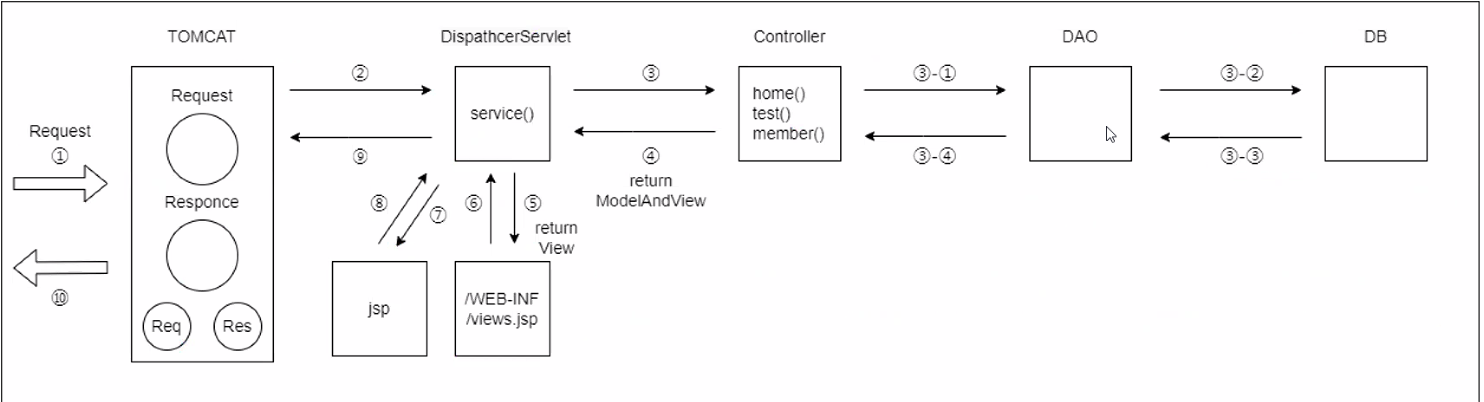 TOMCAT
DispathcerServlet
Controller
DAO
DB
Request
①
Request
Responce
Req
Res
⑩
②
⑨
service()
③
④
return
ModelAndView
home()
test()
member()
③-①
③-④
③-②
③-③
⑧
⑦
⑥
⑤
return
View
jsp
/WEB-INF
/views.jsp